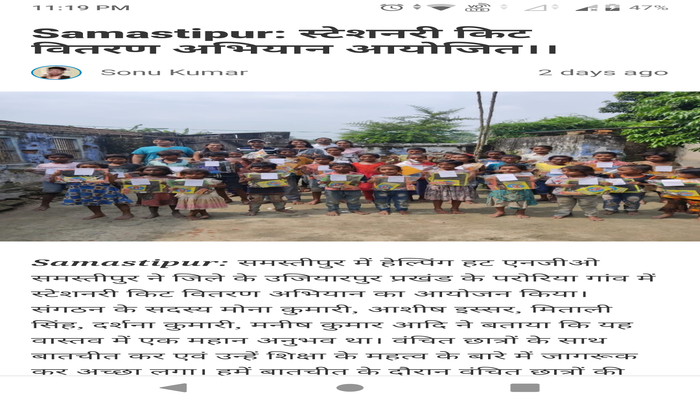 11:19 PM
47%
Samastipur: स्टेशनरी किट
वितरण अभियान आयोजित।।
Sonu Kumar
2 days ago
Samastipur: समस्तीपुर में हेल्पिंग हट एनजीओ
समस्तीपुर ने जिले के उजियारपुर प्रखंड के परोरिया गांव में
स्टेशनरी किट वितरण अभियान का आयोजन किया।
संगठन के सदस्य मोना कुमारी, आशीष इस्सर, मिताली
सिंह, दर्शना कुमारी, मनीष कुमार आदि ने बताया कि यह
वास्तव में एक महान अनुभव था। वंचित छात्रों के साथ
बातचीत कर एवं उन्हें शिक्षा के महत्व के बारे में जागरूक
कर अच्छा लगा। हमें बातचीत के दौरान वंचित छात्रों की